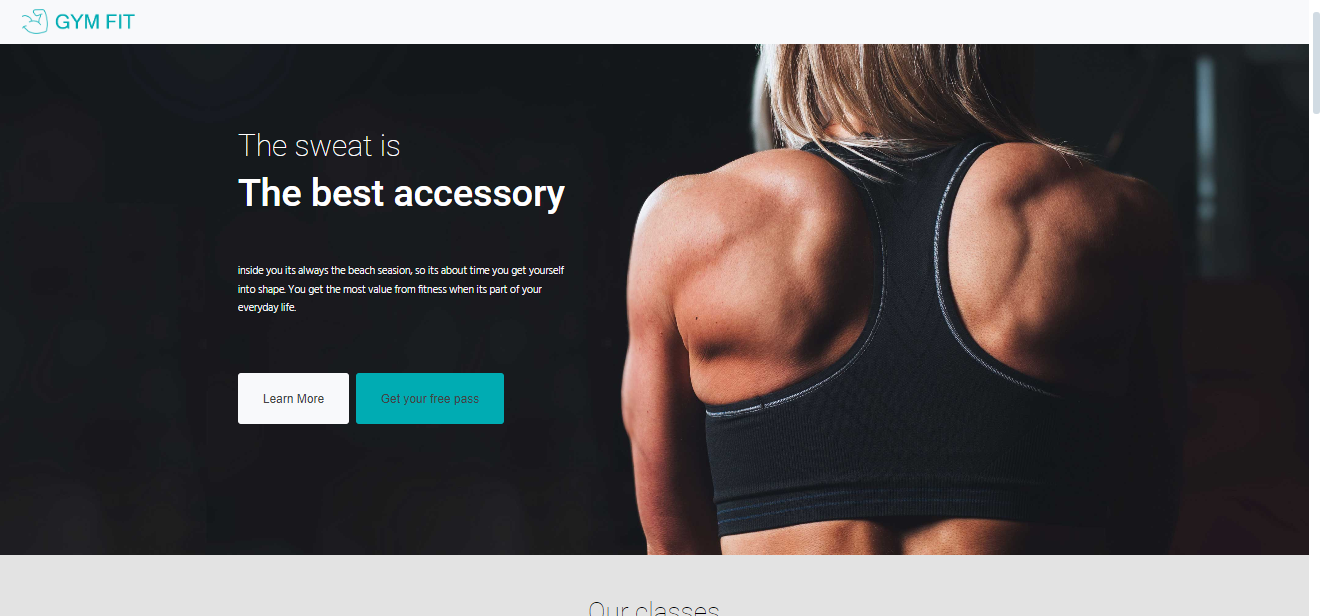 GYM FIT
The sweat is
The best accessory
inside you its always the beach seasion, so its about time you get yourself
into shape. You get the most value from fitness when its part of your
everyday life.
Learn More
Get your free pass
Our classes